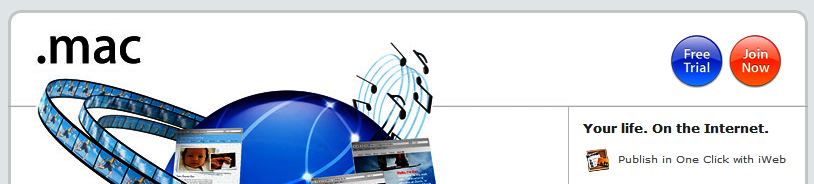 .mac
Free
Trial
Join
Now
Your life. On the Internet.
Publish in One Click with iWeb